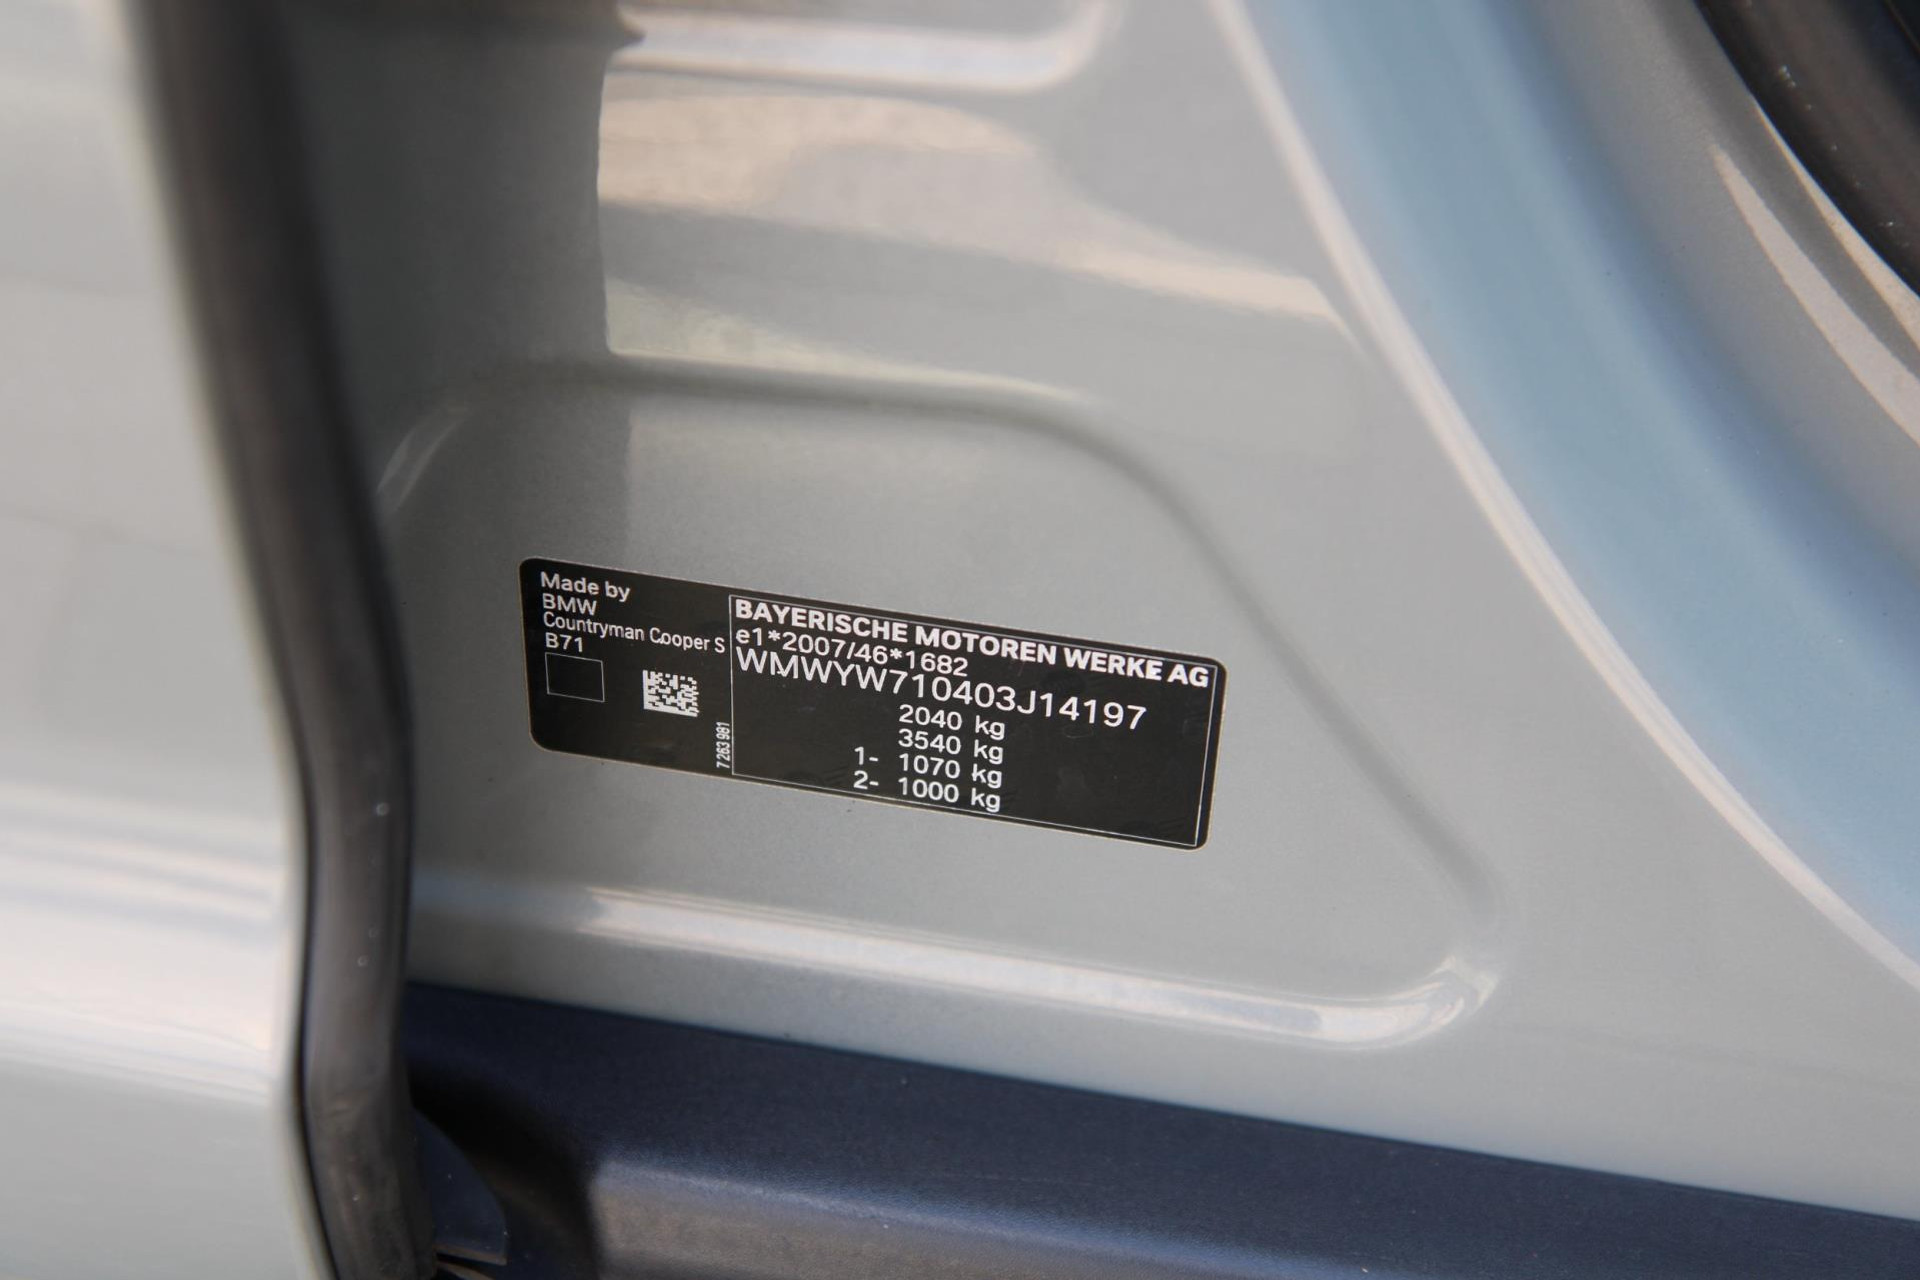 Made by
BMW
Countryman Cooper S
B71
7 263 981
BAYERISCHE MOTOREN WERKE AG
e1*2007/46*1682
WMWYW710403J14197
2040 kg
3540 kg
1- 1070 kg
2- 1000 kg